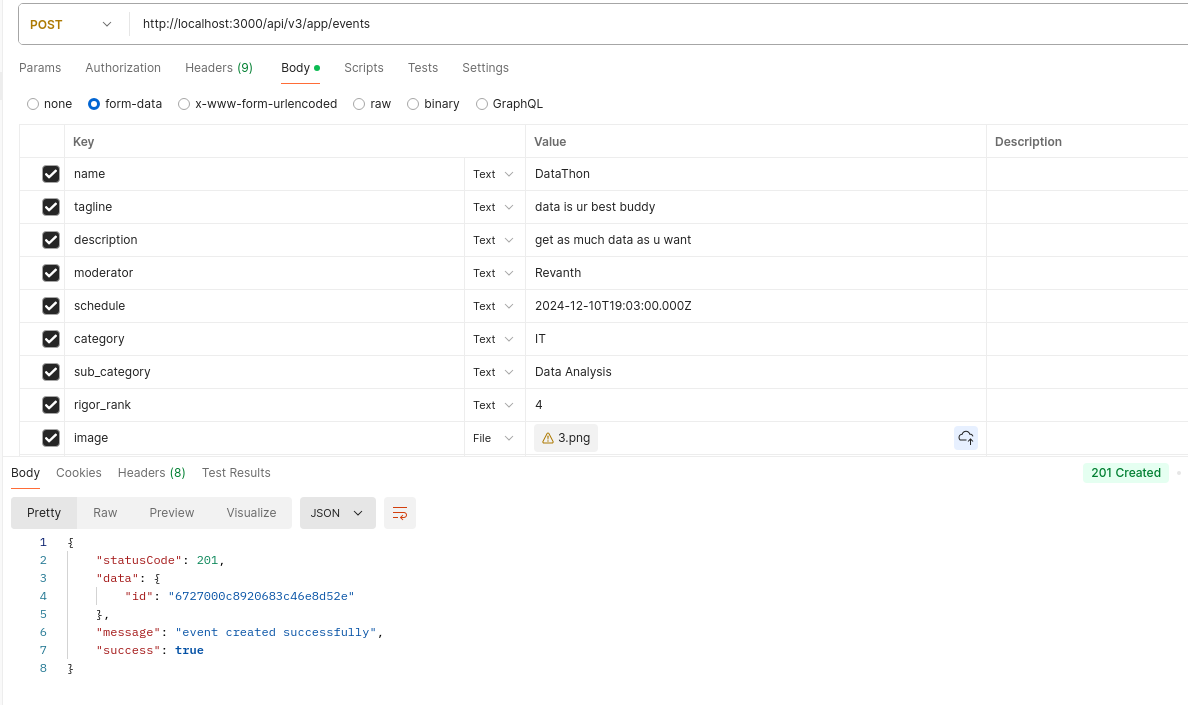 POST http://localhost:3000/api/v3/app/events
Params Authorization Headers (9) Body Scripts Tests Settings
none form-data x-www-form-urlencoded raw binary GraphQL
Key Value Description
name Text DataThon
tagline Text data is ur best buddy
description Text get as much data as u want
moderator Text Revanth
schedule Text 2024-12-10T19:03:00.000Z
category Text IT
sub_category Text Data Analysis
rigor_rank Text 4
image File 3.png
Body Cookies Headers (8) Test Results 201 Created
Pretty Raw Preview Visualize JSON
1 {
2 "statusCode": 201,
3 "data": {
4 "id": "6727000c8920683c46e8d52e"
5 },
6 "message": "event created successfully",
7 "success": true
8 }